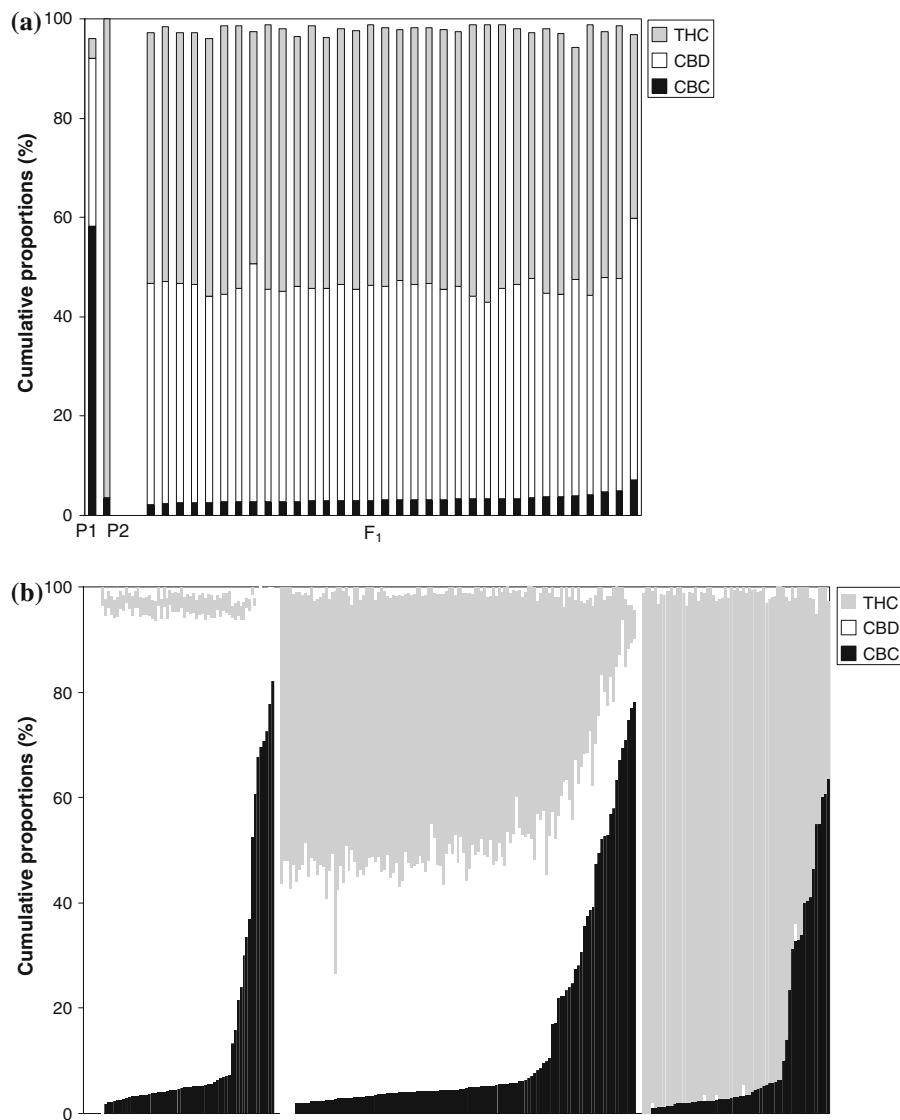 (a)
100
80
60
40
20
0
Cumulative proportions (%)
THC
CBD
CBC
P1 P2 F₁
(b)
100
80
60
40
20
0
Cumulative proportions (%)
THC
CBD
CBC